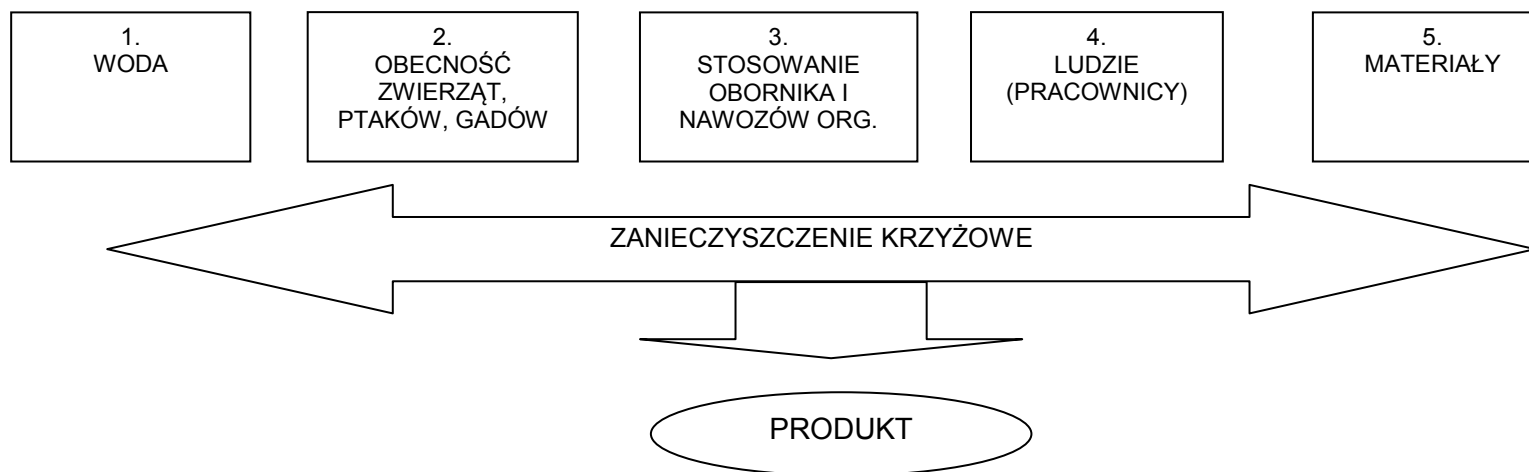 1.
WODA
2.
OBECNOŚĆ
ZWIERZĄT,
PTAKÓW, GADÓW
3.
STOSOWANIE
OBORNIKA I
NAWOZÓW ORG.
4.
LUDZIE
(PRACOWNICY)
5.
MATERIAŁY
ZANIECZYSZCZENIE KRZYŻOWE
PRODUKT